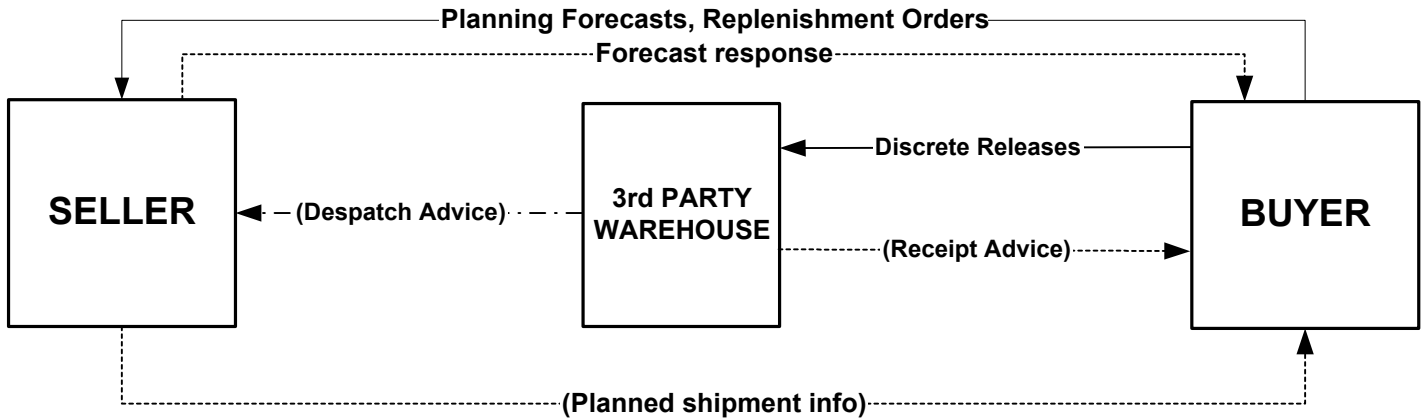 Planning Forecasts, Replenishment Orders
Forecast response
Discrete Releases
SELLER
(Despatch Advice)
3rd PARTY
WAREHOUSE
BUYER
(Receipt Advice)
(Planned shipment info)